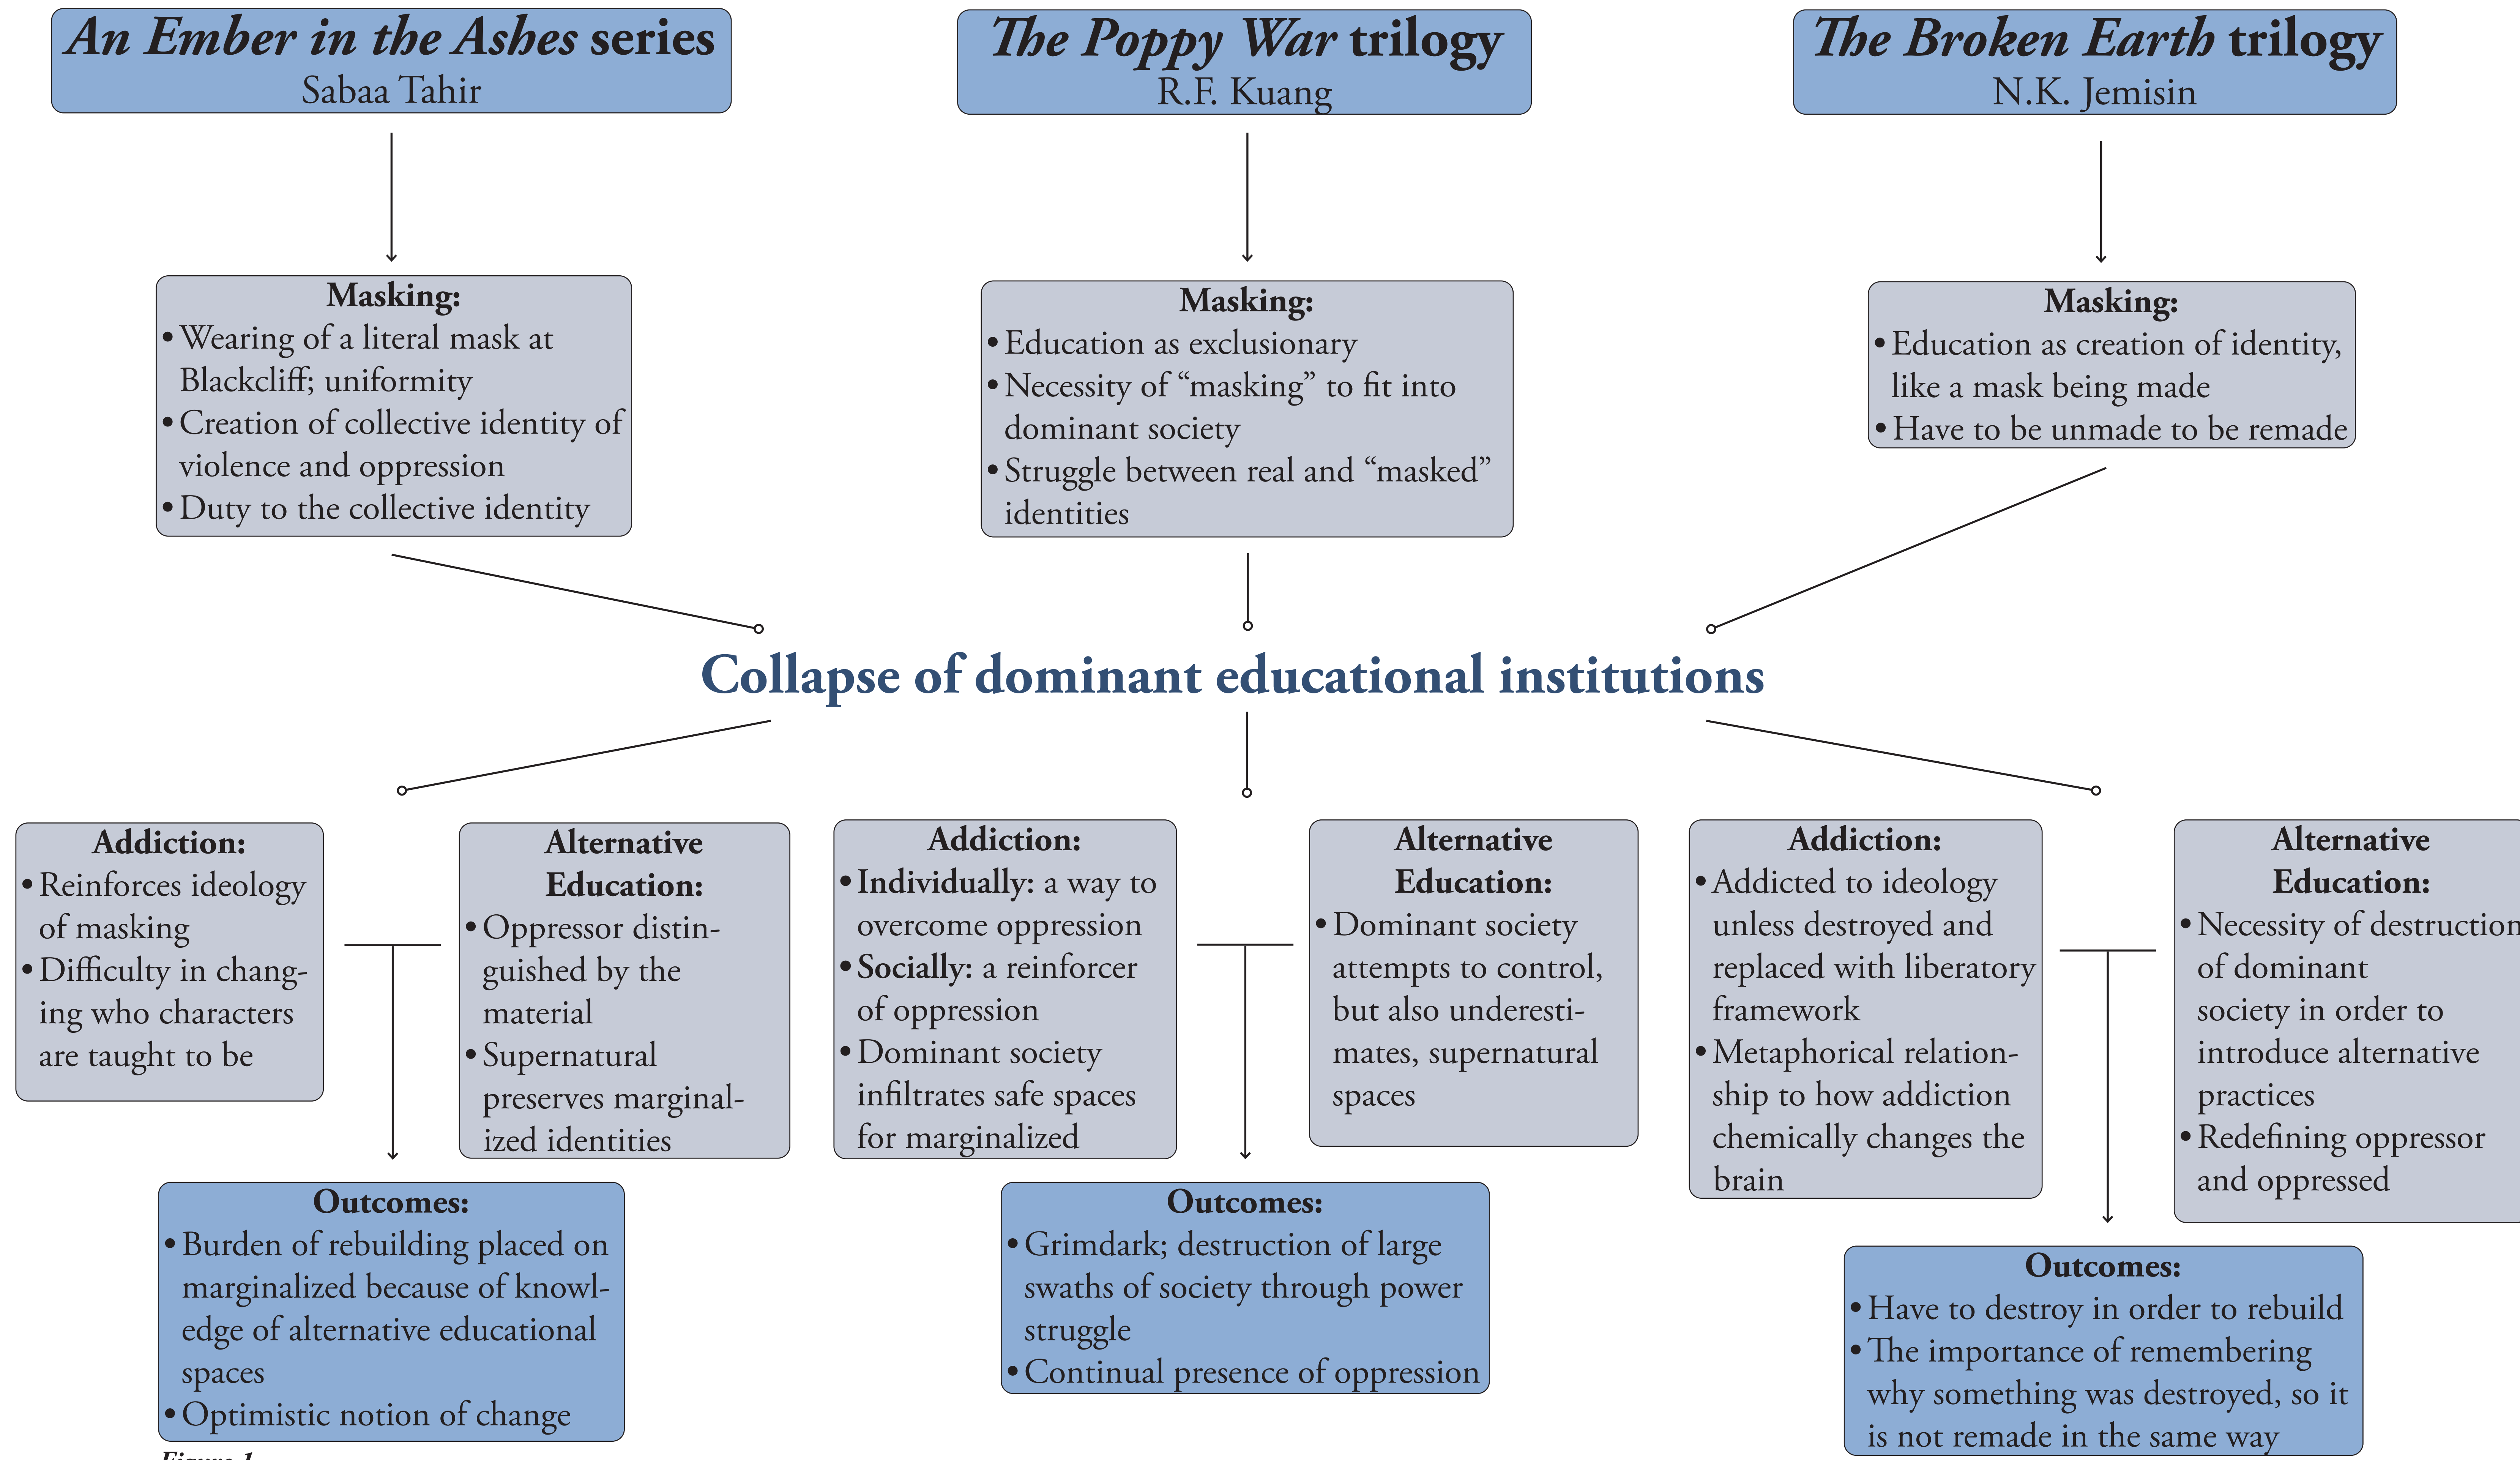 An Ember in the Ashes series
Sabaa Tahir
The Poppy War trilogy
R.F. Kuang
The Broken Earth trilogy
N.K. Jemisin
Masking:
• Wearing of a literal mask at
Blackcliff; uniformity
• Creation of collective identity of
violence and oppression
• Duty to the collective identity
Masking:
• Education as exclusionary
• Necessity of “masking” to fit into
dominant society
• Struggle between real and “masked”
identities
Masking:
• Education as creation of identity,
like a mask being made
• Have to be unmade to be remade
Collapse of dominant educational institutions
Addiction:
• Reinforces ideology
of masking
• Difficulty in chang-
ing who characters
are taught to be
Alternative
Education:
• Oppressor distin-
guished by the
material
• Supernatural
preserves marginal-
ized identities
Addiction:
• Individually: a way to
overcome oppression
• Socially: a reinforcer
of oppression
• Dominant society
infiltrates safe spaces
for marginalized
Alternative
Education:
• Dominant society
attempts to control,
but also underesti-
mates, supernatural
spaces
Addiction:
• Addicted to ideology
unless destroyed and
replaced with liberatory
framework
• Metaphorical relation-
ship to how addiction
chemically changes the
brain
Alternative
Education:
• Necessity of destruction
of dominant
society in order to
introduce alternative
practices
• Redefining oppressor
and oppressed
Outcomes:
• Burden of rebuilding placed on
marginalized because of knowl-
edge of alternative educational
spaces
• Optimistic notion of change
Outcomes:
• Grimdark; destruction of large
swaths of society through power
struggle
• Continual presence of oppression
Outcomes:
• Have to destroy in order to rebuild
• The importance of remembering
why something was destroyed, so it
is not remade in the same way
Figure 1